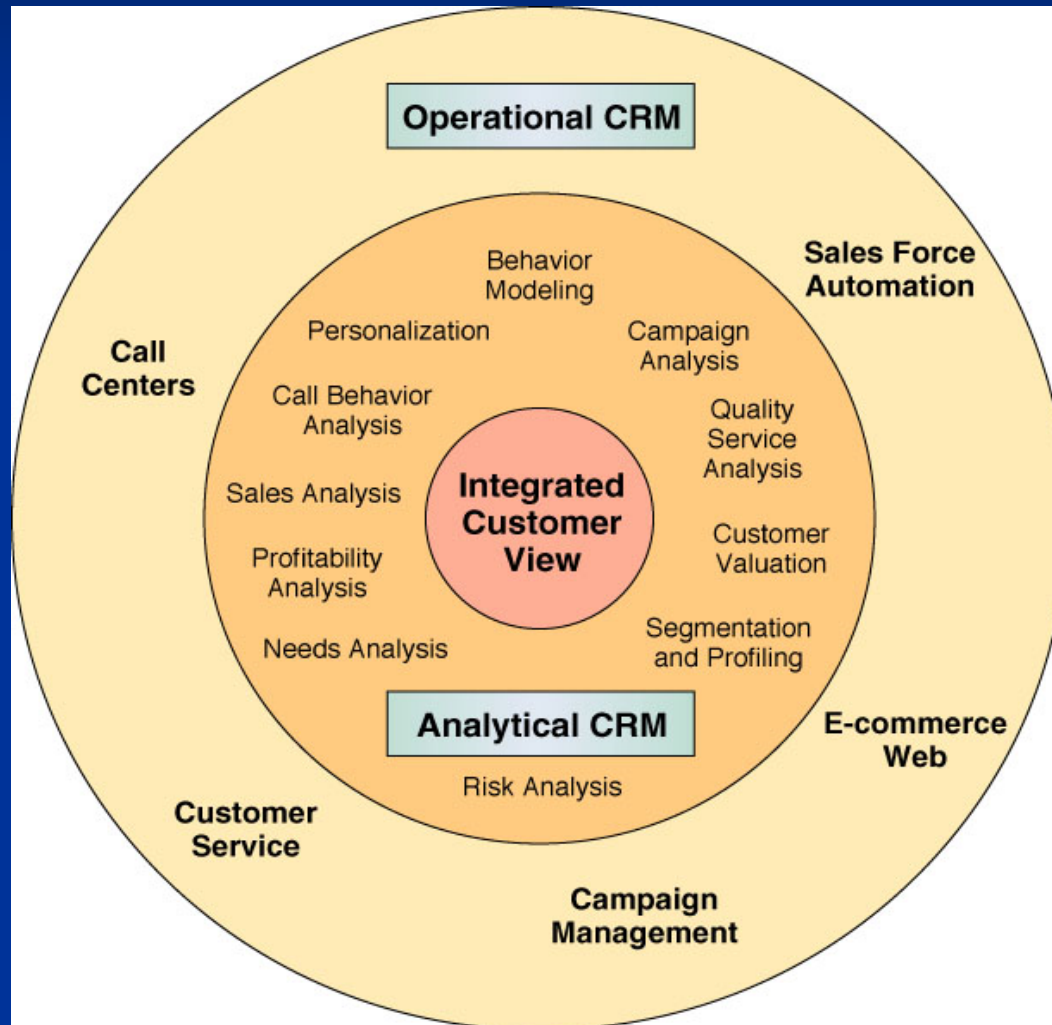 Operational CRM
Sales Force
Automation
Call
Centers
Behavior
Modeling
Personalization
Campaign
Analysis
Call Behavior
Analysis
Quality
Service
Analysis
Sales Analysis
Integrated
Customer
View
Profitability
Analysis
Customer
Valuation
Needs Analysis
Segmentation
and Profiling
Analytical CRM
Risk Analysis
E-commerce
Web
Customer
Service
Campaign
Management